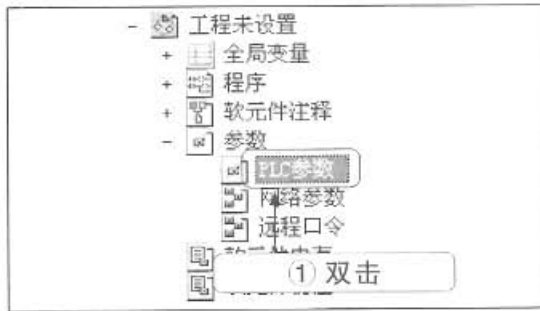 工程未设置
全局变量
程序
软元件注释
参数
PLC参数
网络参数
远程口令
① 双击